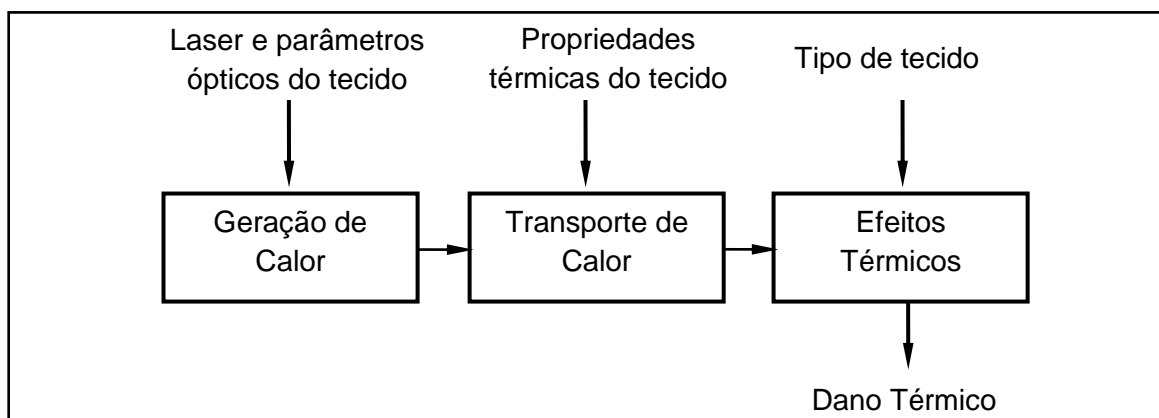 Laser e parâmetros
ópticos do tecido
Propriedades
térmicas do tecido
Tipo de tecido
Geração de
Calor
Transporte de
Calor
Efeitos
Térmicos
Dano Térmico